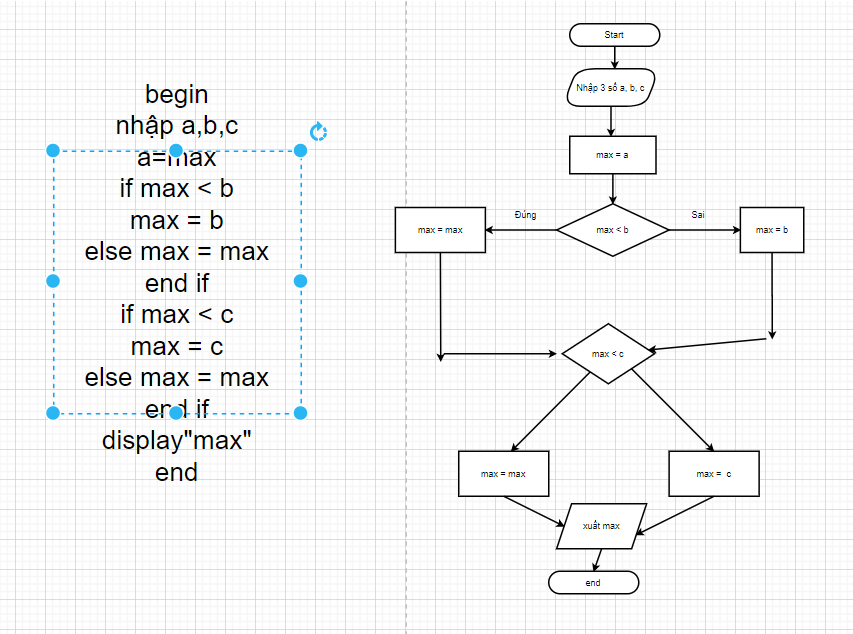 begin
nhập a,b,c
a=max
if max < b
max = b
else max = max
end if
if max < c
max = c
else max = max
end if
display"max"
end
Start
Nhập 3 số a, b, c
max = a
Đúng
Sai
max = max
max < b
max = b
max < c
max = max
max = c
xuất max
end